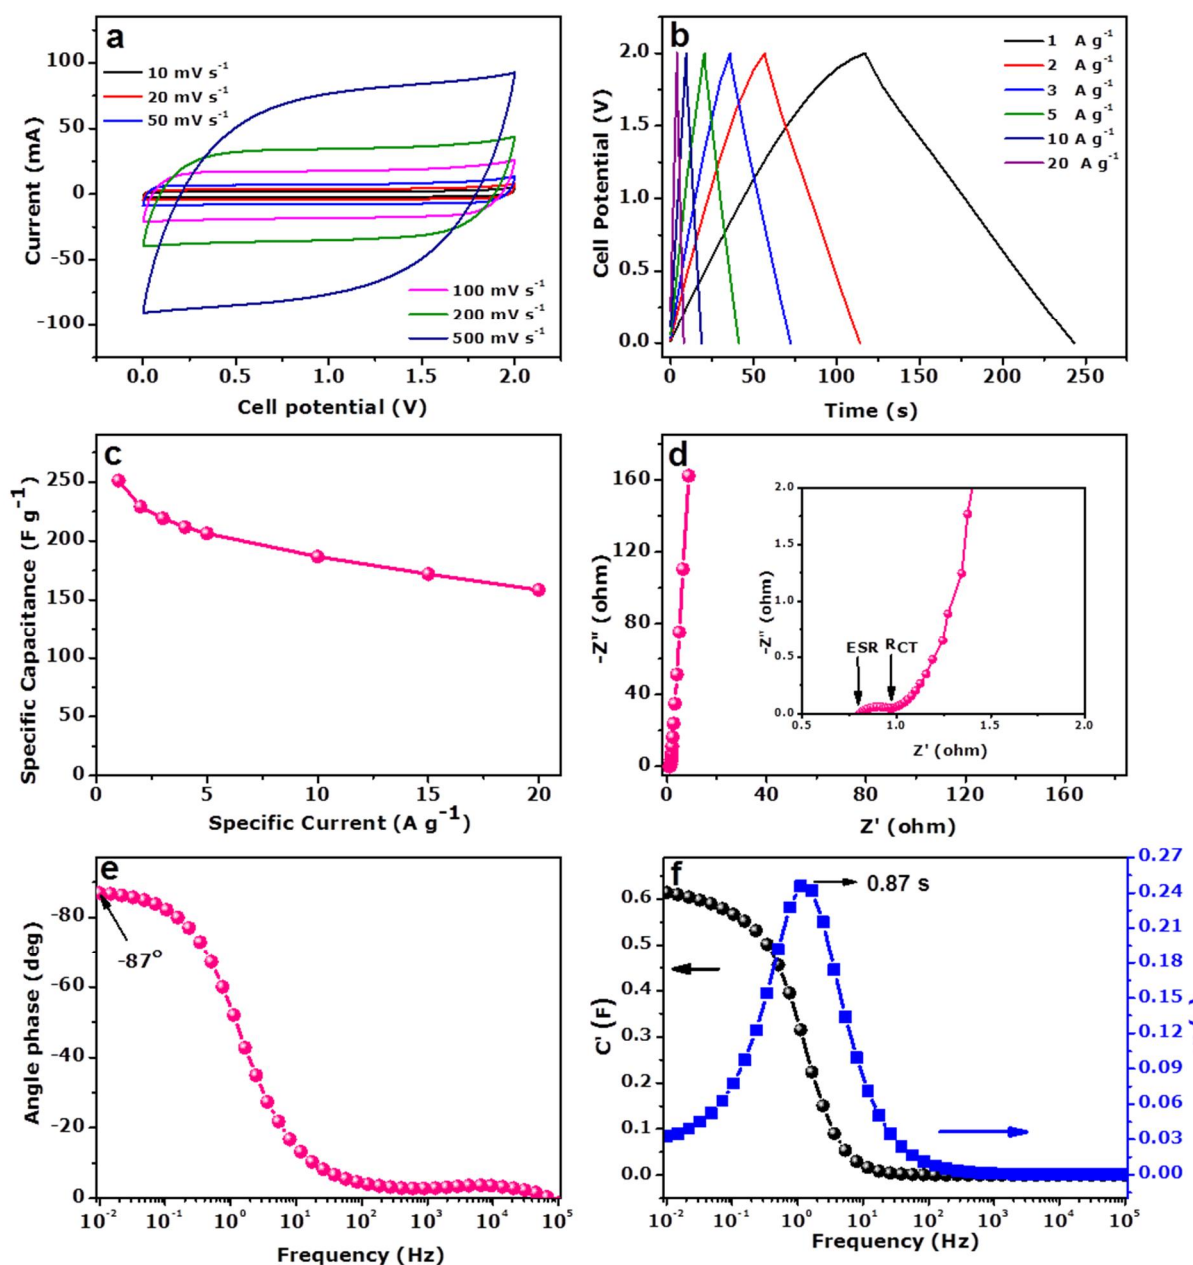 a
100
50
0
-50
-100
10 mV s⁻¹
20 mV s⁻¹
50 mV s⁻¹
100 mV s⁻¹
200 mV s⁻¹
500 mV s⁻¹
Current (mA)
0.0 0.5 1.0 1.5 2.0
Cell potential (V)
b
2.0
1.5
1.0
0.5
0.0
1 A g⁻¹
2 A g⁻¹
3 A g⁻¹
5 A g⁻¹
10 A g⁻¹
20 A g⁻¹
Cell Potential (V)
0 50 100 150 200 250
Time (s)
c
250
200
150
100
50
0
Specific Capacitance (F g⁻¹)
0 5 10 15 20
Specific Current (A g⁻¹)
d
160
120
80
40
0
-Z" (ohm)
0 40 80 120 160
Z' (ohm)
2.0
1.5
1.0
0.5
0.0
-Z" (ohm)
ESR
RCT
0.5 1.0 1.5 2.0
Z' (ohm)
e
-80
-60
-40
-20
0
-87°
Angle phase (deg)
10⁻² 10⁻¹ 10⁰ 10¹ 10² 10³ 10⁴ 10⁵
Frequency (Hz)
f
0.6
0.5
0.4
0.3
0.2
0.1
0.0
C' (F)
0.87 s
0.27
0.24
0.21
0.18
0.15
0.12
0.09
0.06
0.03
0.00
10⁻² 10⁻¹ 10⁰ 10¹ 10² 10³ 10⁴ 10⁵
Frequency (Hz)